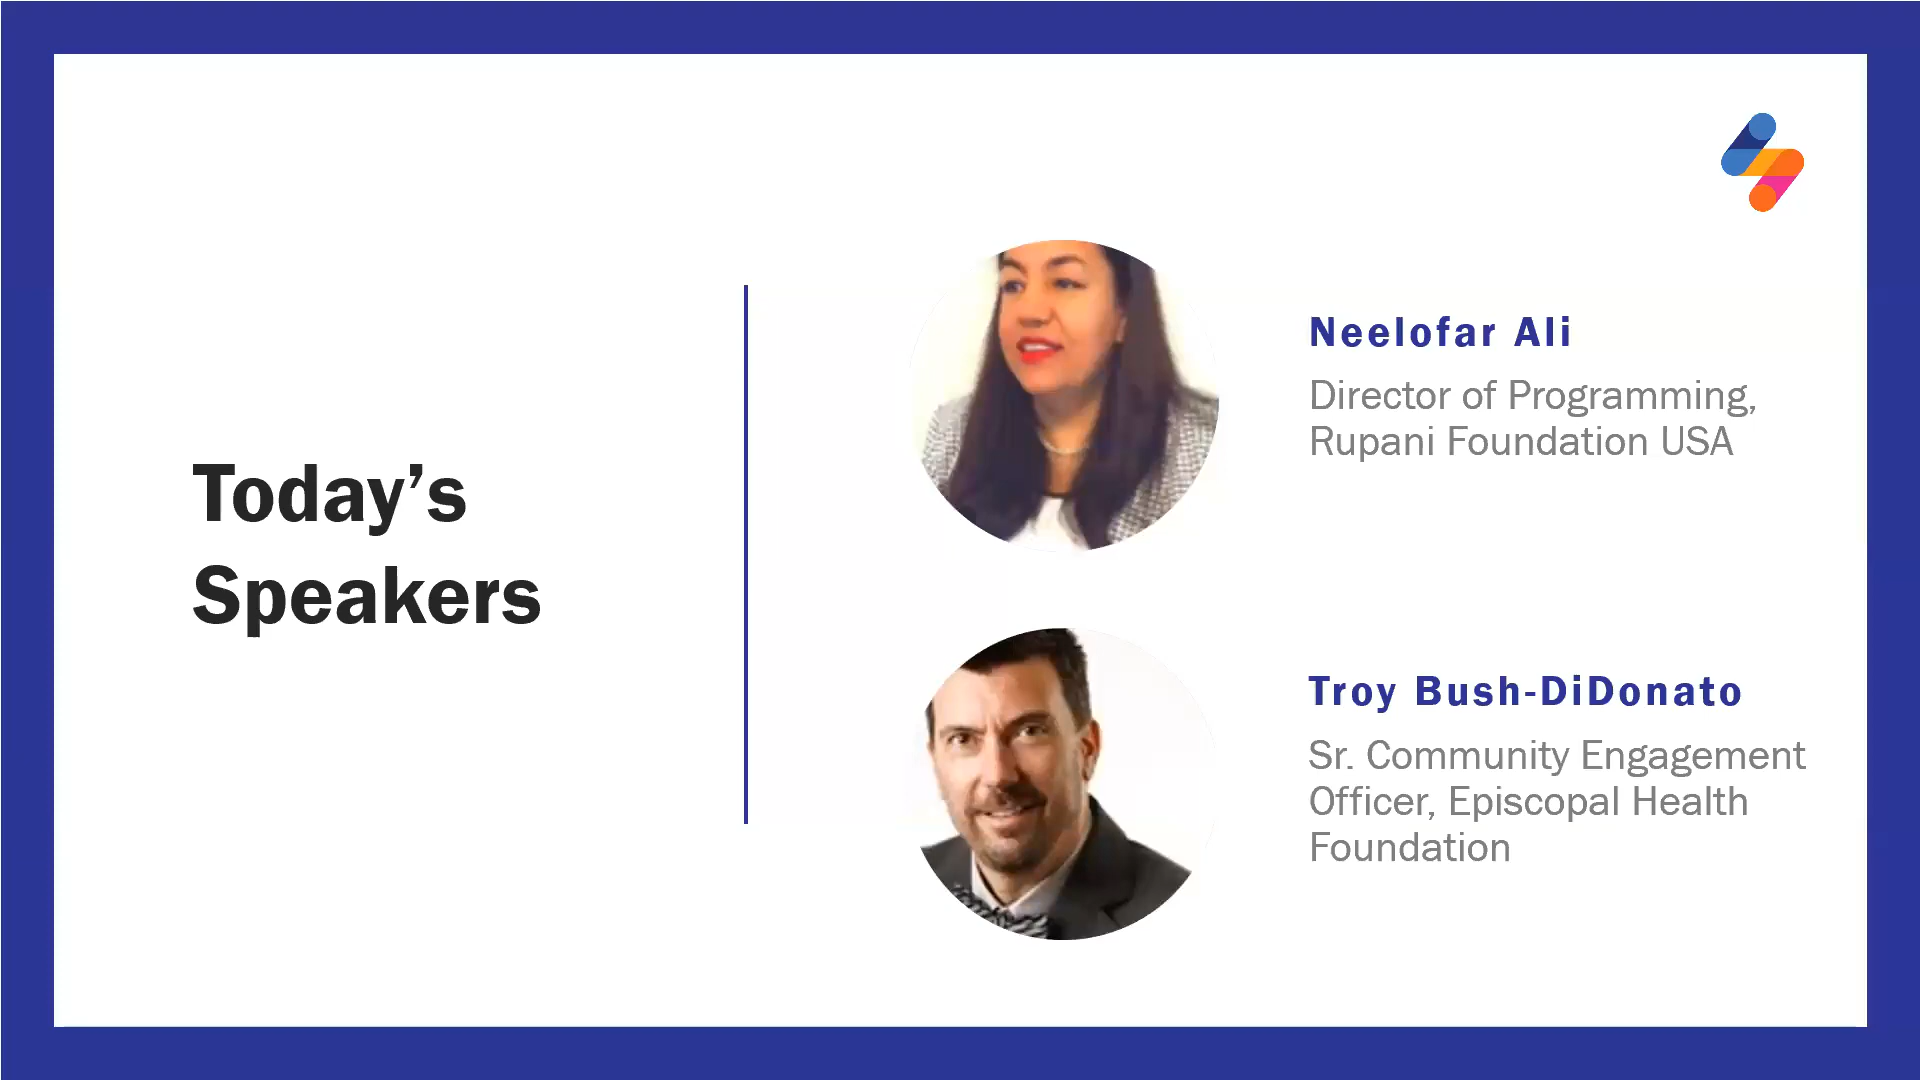 Today’s
Speakers
Neelofar Ali
Director of Programming,
Rupani Foundation USA
Troy Bush-DiDonato
Sr. Community Engagement
Officer, Episcopal Health
Foundation